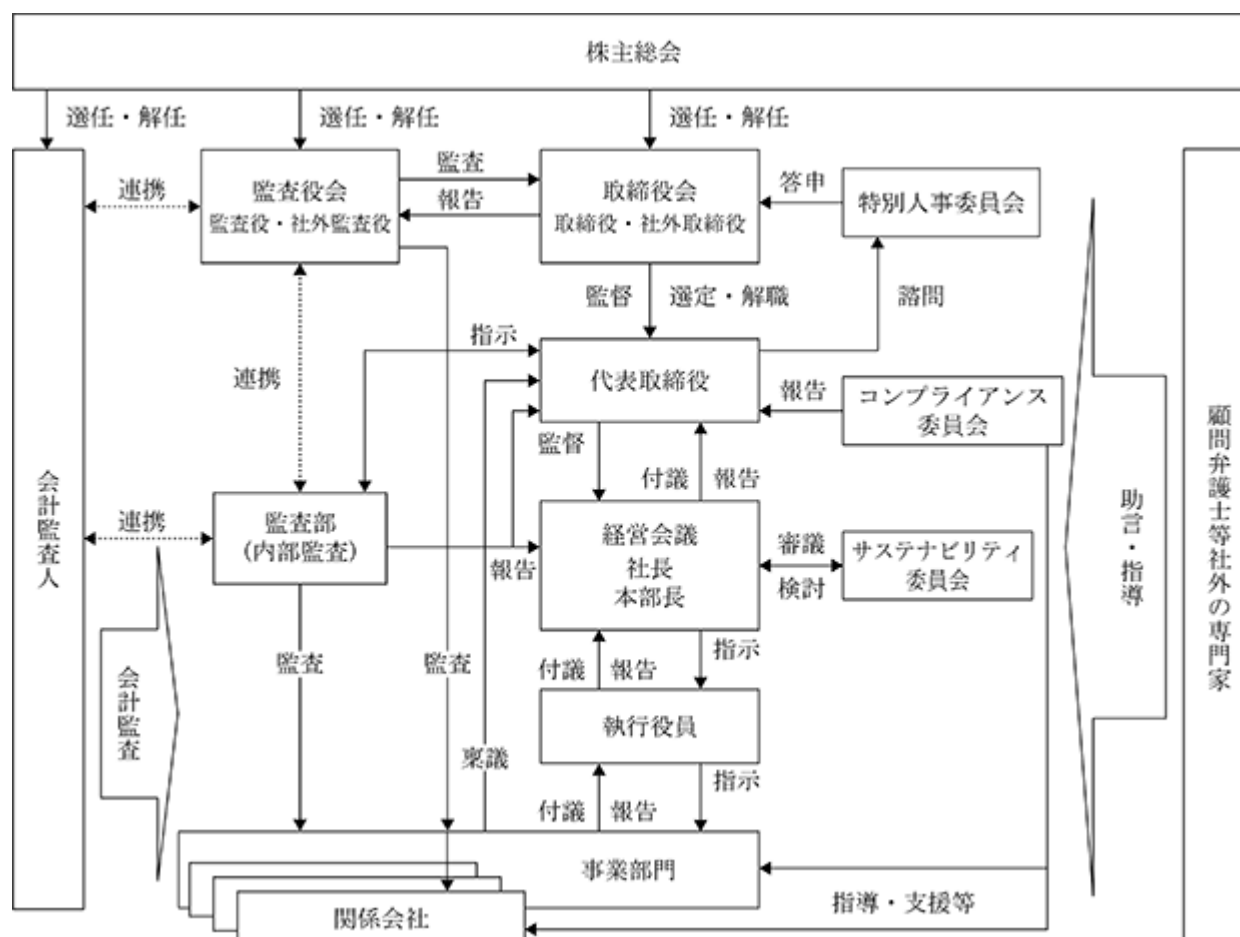 株主総会
選任・解任
選任・解任
選任・解任
連携
監査役会
監査役・社外監査役
監査
報告
取締役会
取締役・社外取締役
答申
特別人事委員会
監督
選定・解職
諮問
指示
連携
代表取締役
報告
コンプライアンス
委員会
監督
付議
報告
会計監査人
連携
監査部
(内部監査)
報告
経営会議
社長
本部長
審議
検討
サステナビリティ
委員会
助言・指導
顧問弁護士等社外の専門家
会計監査
監査
監査
付議
報告
指示
執行役員
稟議
付議
報告
指示
事業部門
関係会社
指導・支援等